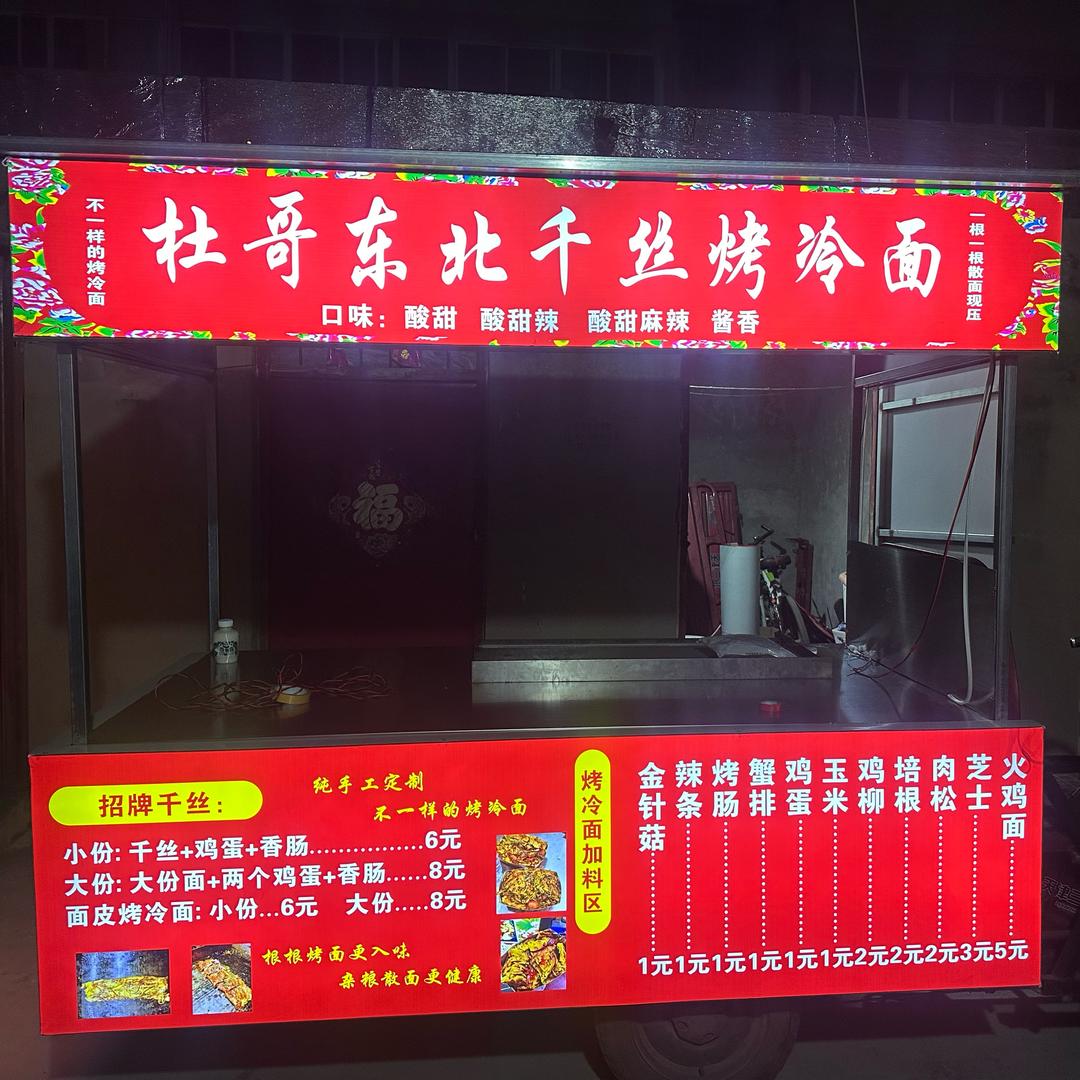 不一样的烤冷面
杜哥东北千丝烤冷面
一根一根散面现压
口味：酸甜 酸甜辣 酸甜麻辣 酱香
福
招牌千丝：
纯手工定制
不一样的烤冷面
小份: 千丝+鸡蛋+香肠................6元
大份: 大份面+两个鸡蛋+香肠......8元
面皮烤冷面: 小份...6元 大份.....8元
根根烤面更入味
杂粮散面更健康
烤冷面加料区
金针菇 1元
辣条 1元
烤肠 1元
蟹排 1元
鸡蛋 1元
玉米 1元
鸡柳 2元
培根 2元
肉松 2元
芝士 3元
火鸡面 5元